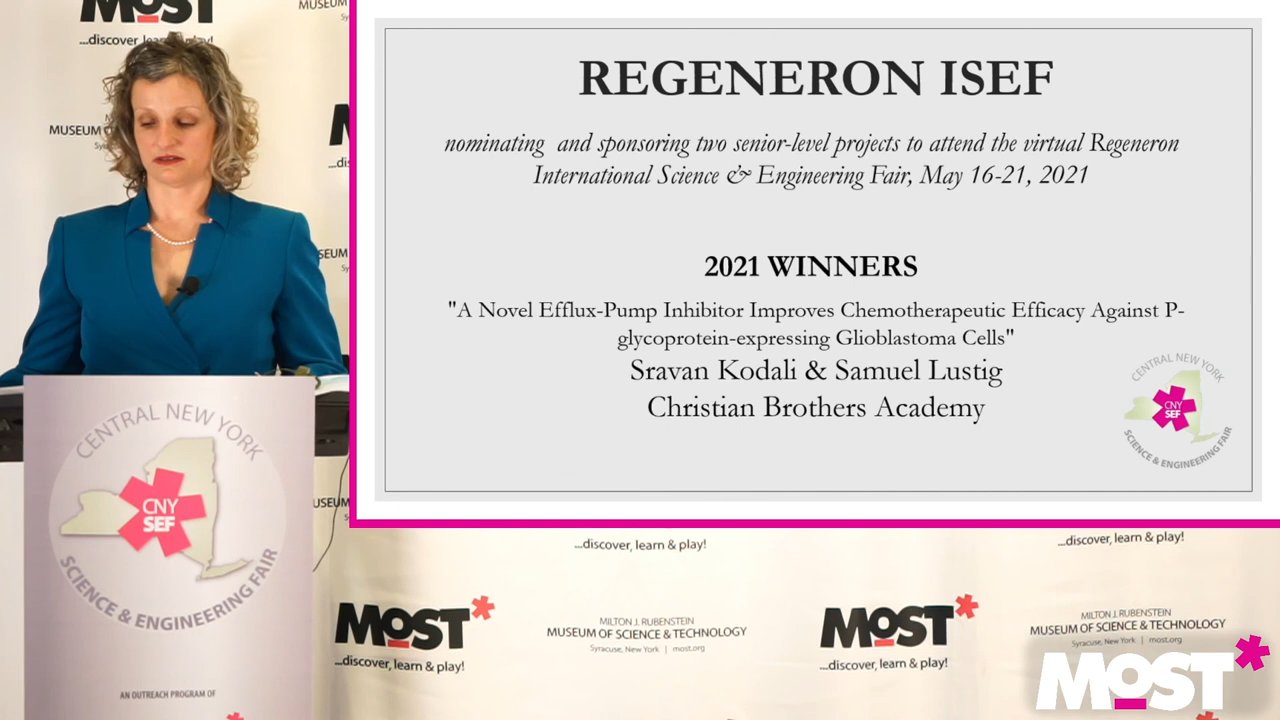 MOST
...discover, learn & play!
MUSEUM
REGENERON ISEF
nominating and sponsoring two senior-level projects to attend the virtual Regeneron
International Science & Engineering Fair, May 16-21, 2021
2021 WINNERS
"A Novel Efflux-Pump Inhibitor Improves Chemotherapeutic Efficacy Against P-
glycoprotein-expressing Glioblastoma Cells"
Sravan Kodali & Samuel Lustig
Christian Brothers Academy
CENTRAL NEW YORK
CNY
SEF
SCIENCE & ENGINEERING FAIR
CENTRAL NEW YORK
CNY
SEF
SCIENCE & ENGINEERING FAIR
AN OUTREACH PROGRAM OF
...discover, learn & play!
...discover, learn & play!
MOST*
...discover, learn & play!
MILTON J. RUBENSTEIN
MUSEUM OF SCIENCE & TECHNOLOGY
Syracuse, New York | most.org
MOST*
...discover, learn & play!
MILTON J. RUBENSTEIN
MUSEUM OF SCIENCE & TECHNOLOGY
Syracuse, New York | most.org
MOST*